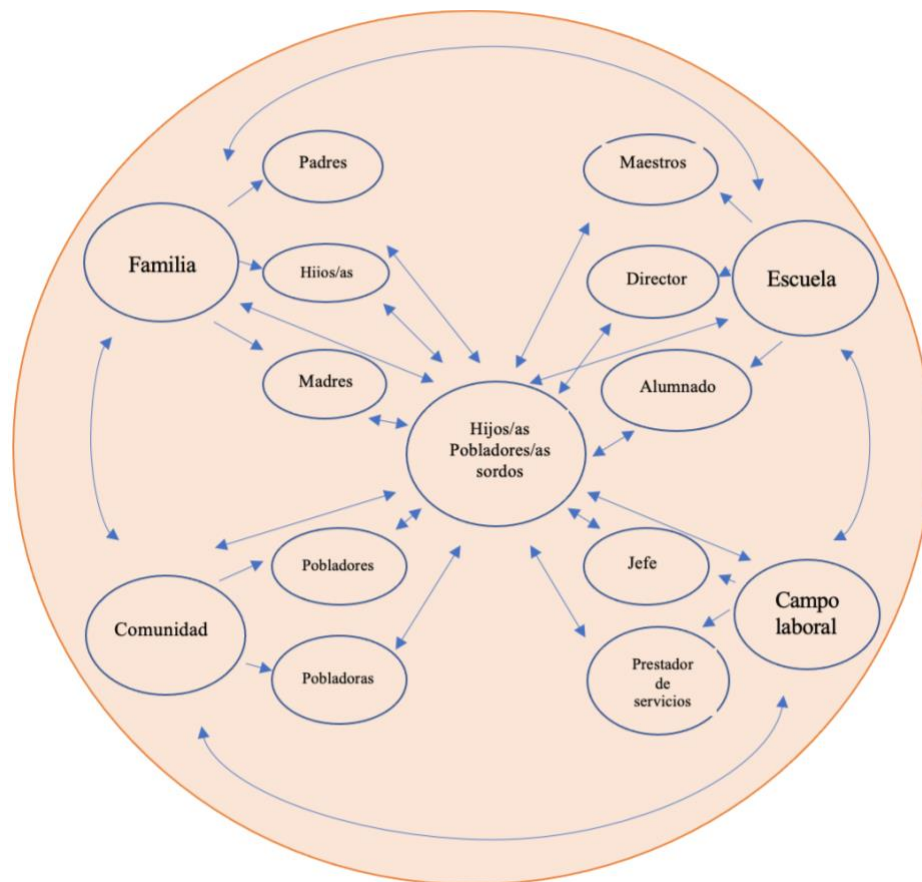 Padres
Maestros
Familia
Hiios/as
Director
Escuela
Madres
Alumnado
Hijos/as
Pobladores/as
sordos
Pobladores
Jefe
Comunidad
Campo
laboral
Pobladoras
Prestador
de
servicios